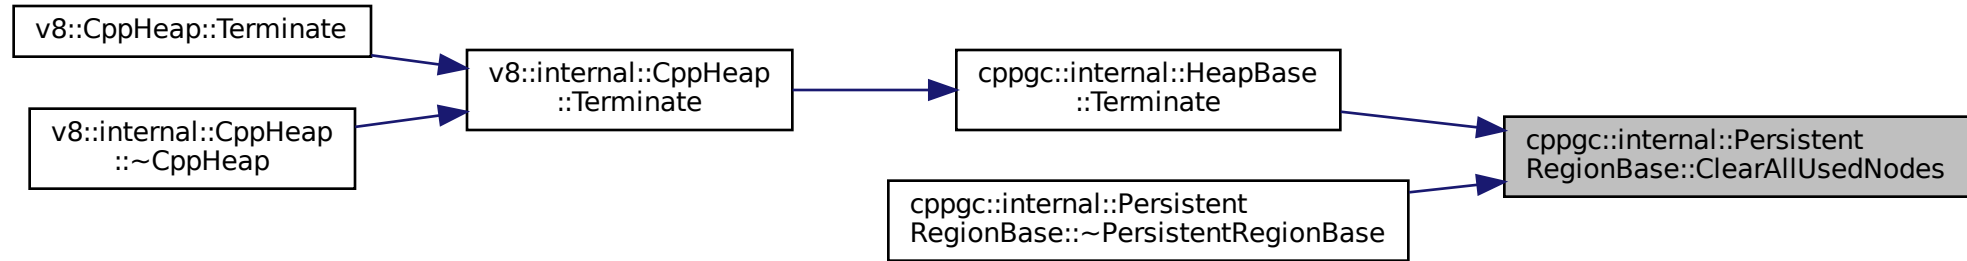 v8::CppHeap::Terminate
v8::internal::CppHeap
::~CppHeap
v8::internal::CppHeap
::Terminate
cppgc::internal::HeapBase
::Terminate
cppgc::internal::Persistent
RegionBase::~PersistentRegionBase
cppgc::internal::Persistent
RegionBase::ClearAllUsedNodes